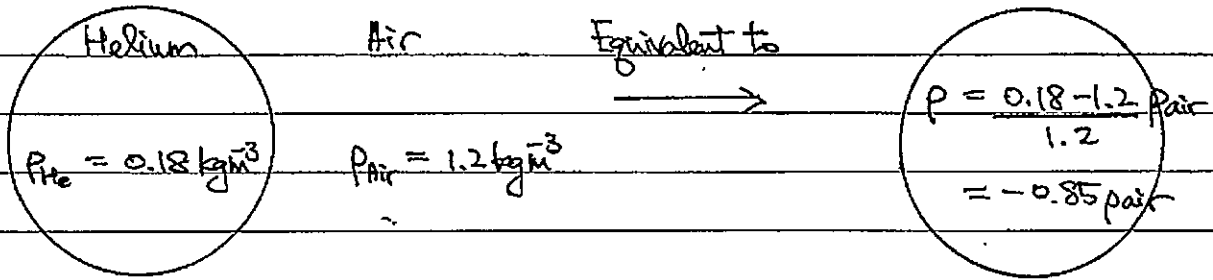 Helium Air Equivalent to
ρ = 0.18-1.2 ρair
1.2
ρHe = 0.18 kgm⁻³ ρAir = 1.2 kgm⁻³
= -0.85 ρair